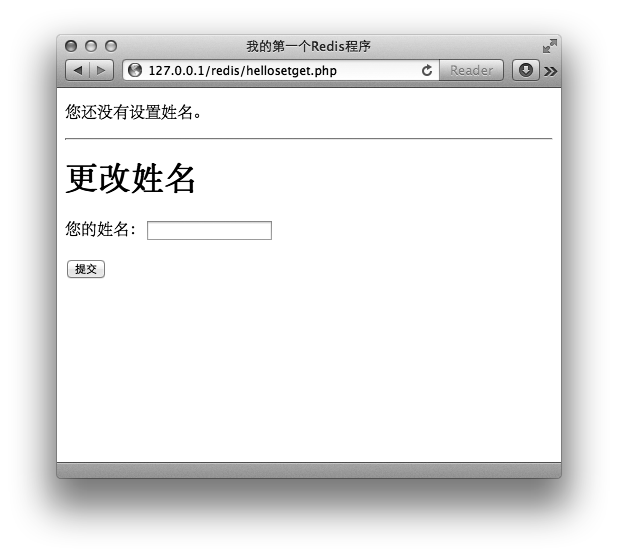 我的第一个Redis程序
127.0.0.1/redis/hellosetget.php
Reader
您还没有设置姓名。
更改姓名
您的姓名：
提交